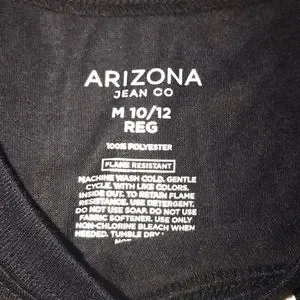 ARIZONA
JEAN CO
M 10/12
REG
100% POLYESTER
FLAME RESISTANT
MACHINE WASH COLD. GENTLE
CYCLE. WITH LIKE COLORS.
INSIDE OUT. TO RETAIN FLAME
RESISTANCE. USE DETERGENT.
DO NOT USE SOAP. DO NOT USE
FABRIC SOFTENER. USE ONLY
NON-CHLORINE BLEACH WHEN
NEEDED. TUMBLE DRY